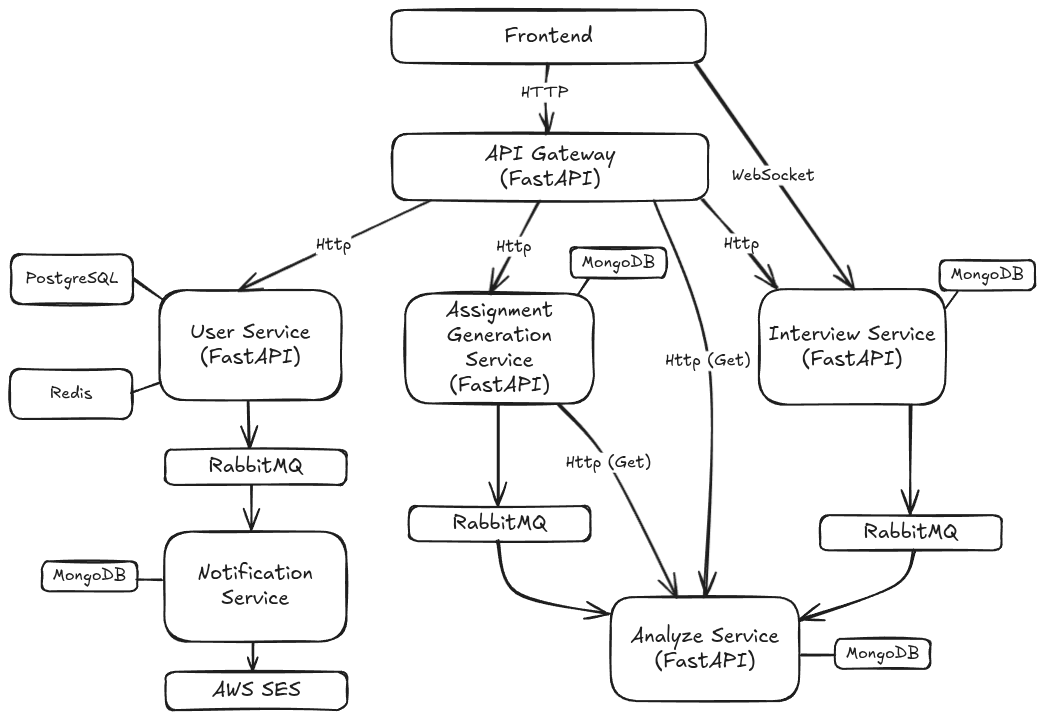 Frontend
HTTP
API Gateway
(FastAPI)
WebSocket
Http
Http
Http
MongoDB
PostgreSQL
MongoDB
User Service
(FastAPI)
Assignment
Generation
Service
(FastAPI)
Interview Service
(FastAPI)
Http (Get)
Redis
Http (Get)
RabbitMQ
RabbitMQ
RabbitMQ
MongoDB
Notification
Service
Analyze Service
(FastAPI)
MongoDB
AWS SES